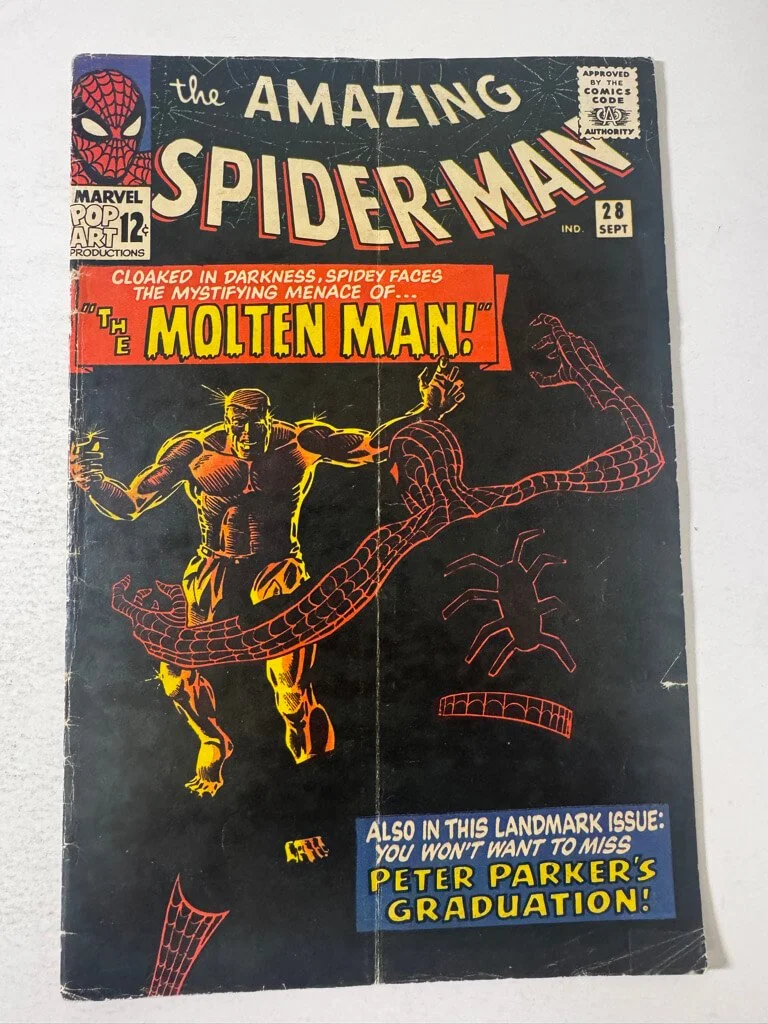 the AMAZING
SPIDER-MAN
APPROVED
BY THE
COMICS
CODE
CA
AUTHORITY
MARVEL
POP
ART 12¢
PRODUCTIONS
IND.
28
SEPT
CLOAKED IN DARKNESS, SPIDEY FACES
THE MYSTIFYING MENACE OF...
"THE MOLTEN MAN!"
ALSO IN THIS LANDMARK ISSUE:
YOU WON'T WANT TO MISS
PETER PARKER'S
GRADUATION!